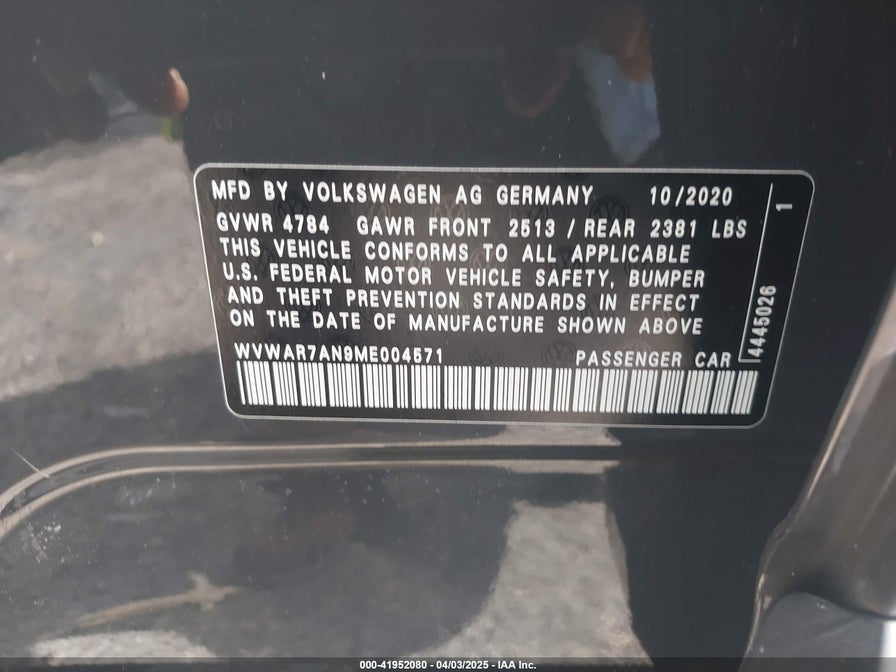 MFD BY VOLKSWAGEN AG GERMANY 10/2020
GVWR 4784 GAWR FRONT 2513 / REAR 2381 LBS
THIS VEHICLE CONFORMS TO ALL APPLICABLE
U.S. FEDERAL MOTOR VEHICLE SAFETY, BUMPER
AND THEFT PREVENTION STANDARDS IN EFFECT
ON THE DATE OF MANUFACTURE SHOWN ABOVE
WVWAR7AN9ME004571 PASSENGER CAR
4445026 1
000-41952080 - 04/03/2025 - IAA Inc.